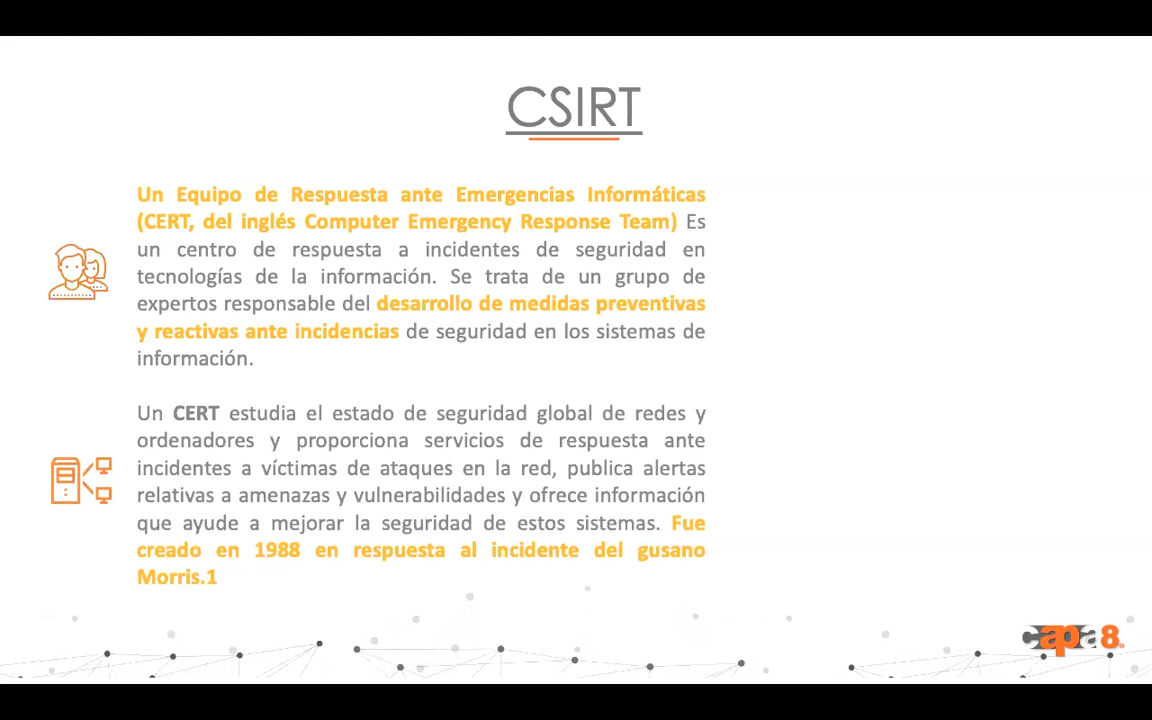 CSIRT
Un Equipo de Respuesta ante Emergencias Informáticas
(CERT, del inglés Computer Emergency Response Team) Es
un centro de respuesta a incidentes de seguridad en
tecnologías de la información. Se trata de un grupo de
expertos responsable del desarrollo de medidas preventivas
y reactivas ante incidencias de seguridad en los sistemas de
información.
Un CERT estudia el estado de seguridad global de redes y
ordenadores y proporciona servicios de respuesta ante
incidentes a víctimas de ataques en la red, publica alertas
relativas a amenazas y vulnerabilidades y ofrece información
que ayude a mejorar la seguridad de estos sistemas. Fue
creado en 1988 en respuesta al incidente del gusano
Morris.1
capa8